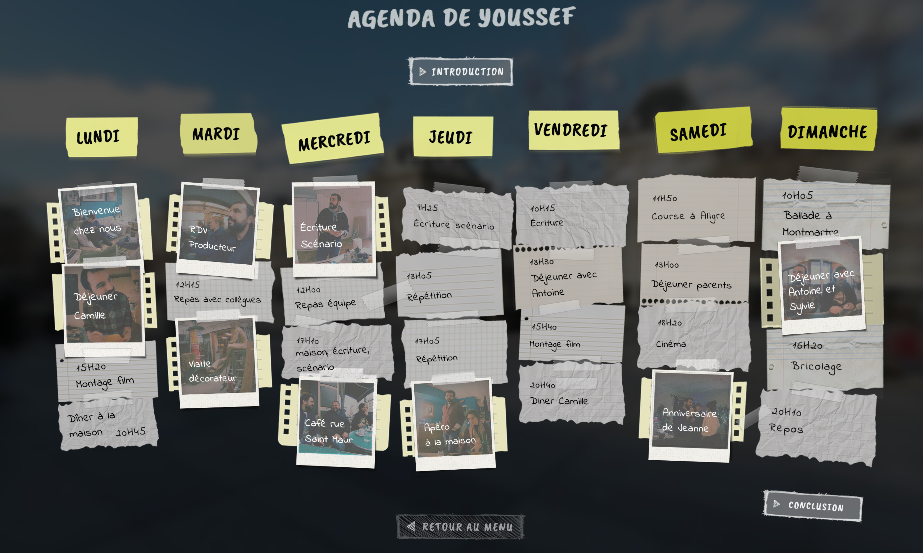 AGENDA DE YOUSSEF
INTRODUCTION
LUNDI
Bienvenue
chez nous
Déjeuner
Camille
15H20
Montage film
Dîner à la
maison 20H45
MARDI
RDV
Producteur
12H15
Repas avec collègues
Visite
décorateur
MERCREDI
Écriture
Scénario
12H00
Repas équipe
17H10
maison, écriture,
scénario
Café rue
Saint Maur
JEUDI
9H25
Écriture scénario
13H05
Répétition
17H05
Répétition
Apéro
à la maison
VENDREDI
10H15
Écriture
13H30
Déjeuner avec
Antoine
15H40
Montage film
20H40
Diner Camille
SAMEDI
11H50
Course à Aligre
13H00
Déjeuner parents
18H20
Cinéma
Anniversaire
de Jeanne
DIMANCHE
10H05
Ballade à
Montmartre
Déjeuner avec
Antoine et
Sylvie
15H20
Bricolage
20H10
Repos
CONCLUSION
RETOUR AU MENU